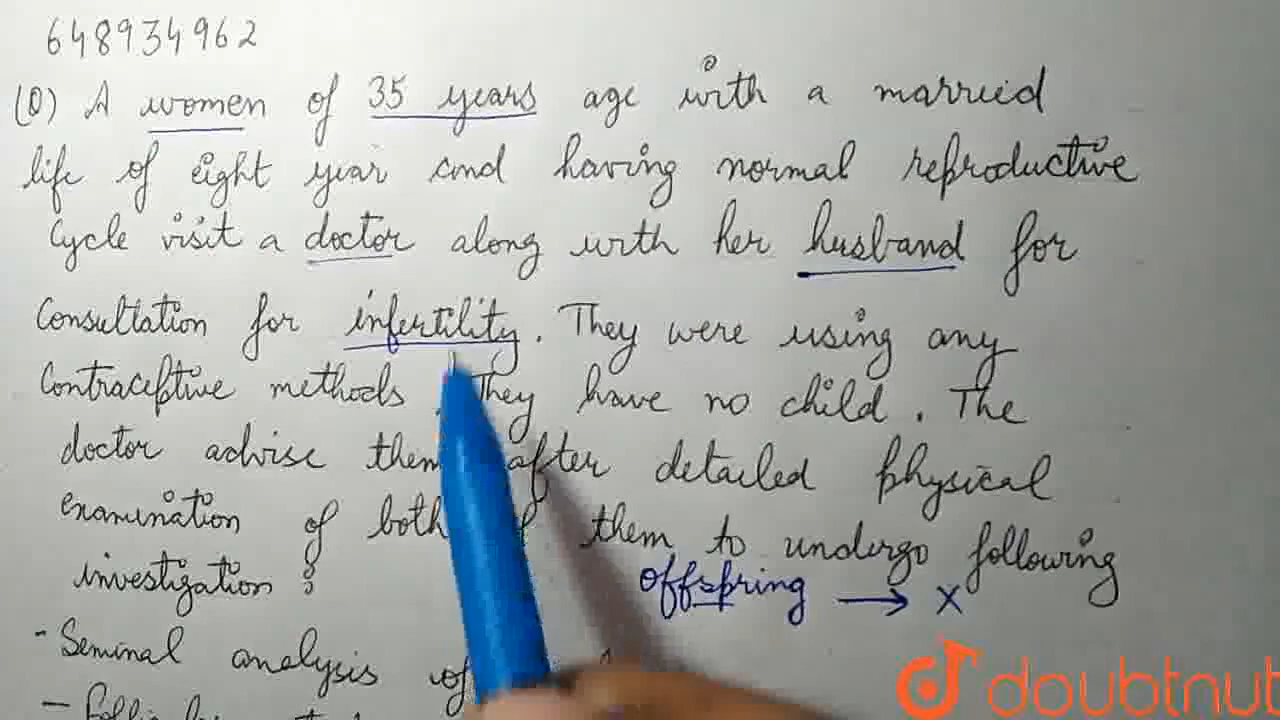 648934962
(Q) A women of 35 years age with a married
life of eight year and having normal reproductive
Cycle visit a doctor along with her husband for
Consultation for infertility. They were using any
Contraceptive methods. They have no child. The
doctor advise them after detailed physical
examination of both of them to undergo following
investigation :
offspring → X
- Seminal analysis of
-
doubtnut